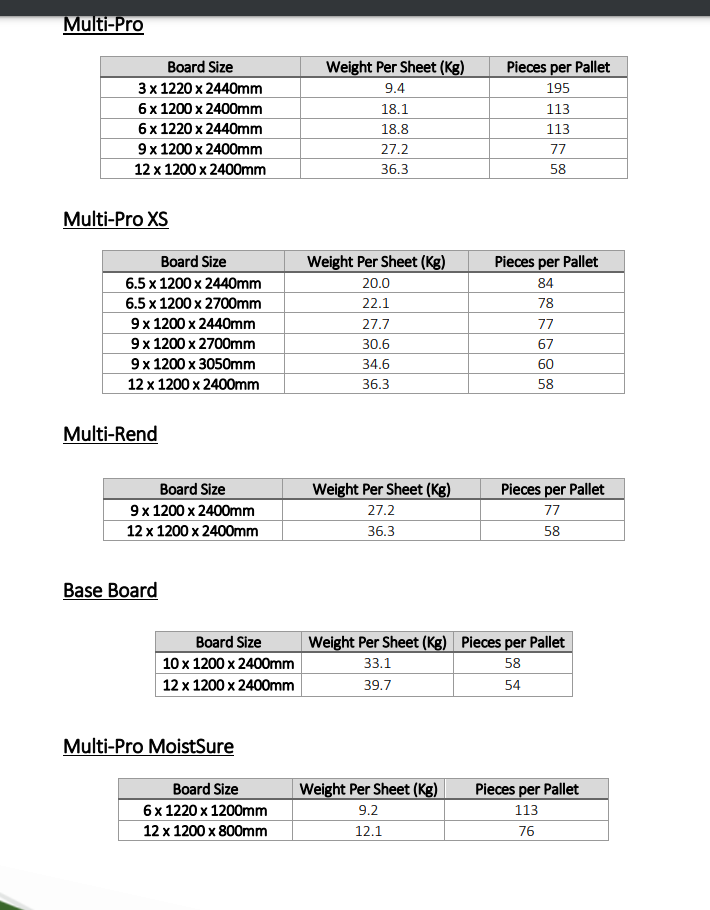 Multi-Pro
Board Size Weight Per Sheet (Kg) Pieces per Pallet
3 x 1220 x 2440mm 9.4 195
6 x 1200 x 2400mm 18.1 113
6 x 1220 x 2440mm 18.8 113
9 x 1200 x 2400mm 27.2 77
12 x 1200 x 2400mm 36.3 58
Multi-Pro XS
Board Size Weight Per Sheet (Kg) Pieces per Pallet
6.5 x 1200 x 2440mm 20.0 84
6.5 x 1200 x 2700mm 22.1 78
9 x 1200 x 2440mm 27.7 77
9 x 1200 x 2700mm 30.6 67
9 x 1200 x 3050mm 34.6 60
12 x 1200 x 2400mm 36.3 58
Multi-Rend
Board Size Weight Per Sheet (Kg) Pieces per Pallet
9 x 1200 x 2400mm 27.2 77
12 x 1200 x 2400mm 36.3 58
Base Board
Board Size Weight Per Sheet (Kg) Pieces per Pallet
10 x 1200 x 2400mm 33.1 58
12 x 1200 x 2400mm 39.7 54
Multi-Pro MoistSure
Board Size Weight Per Sheet (Kg) Pieces per Pallet
6 x 1220 x 1200mm 9.2 113
12 x 1200 x 800mm 12.1 76